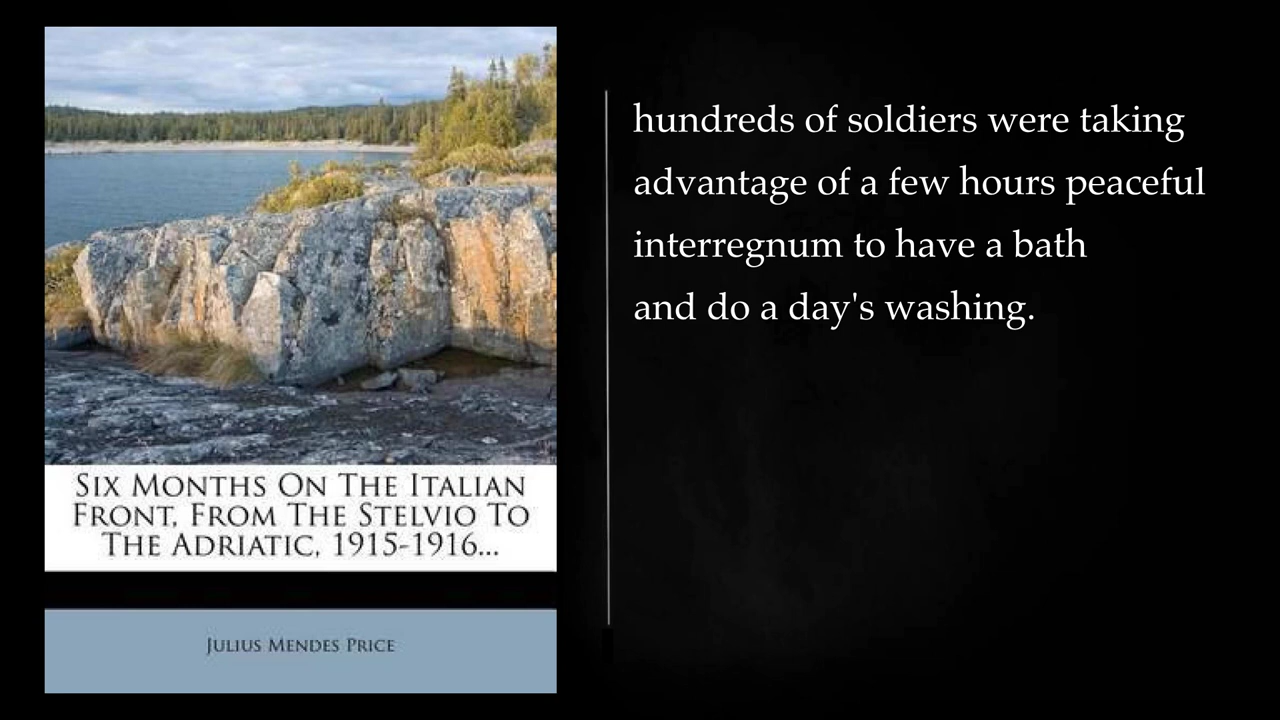 Six Months On The Italian
Front, From The Stelvio To
The Adriatic, 1915-1916...
Julius Mendes Price
hundreds of soldiers were taking
advantage of a few hours peaceful
interregnum to have a bath
and do a day's washing.